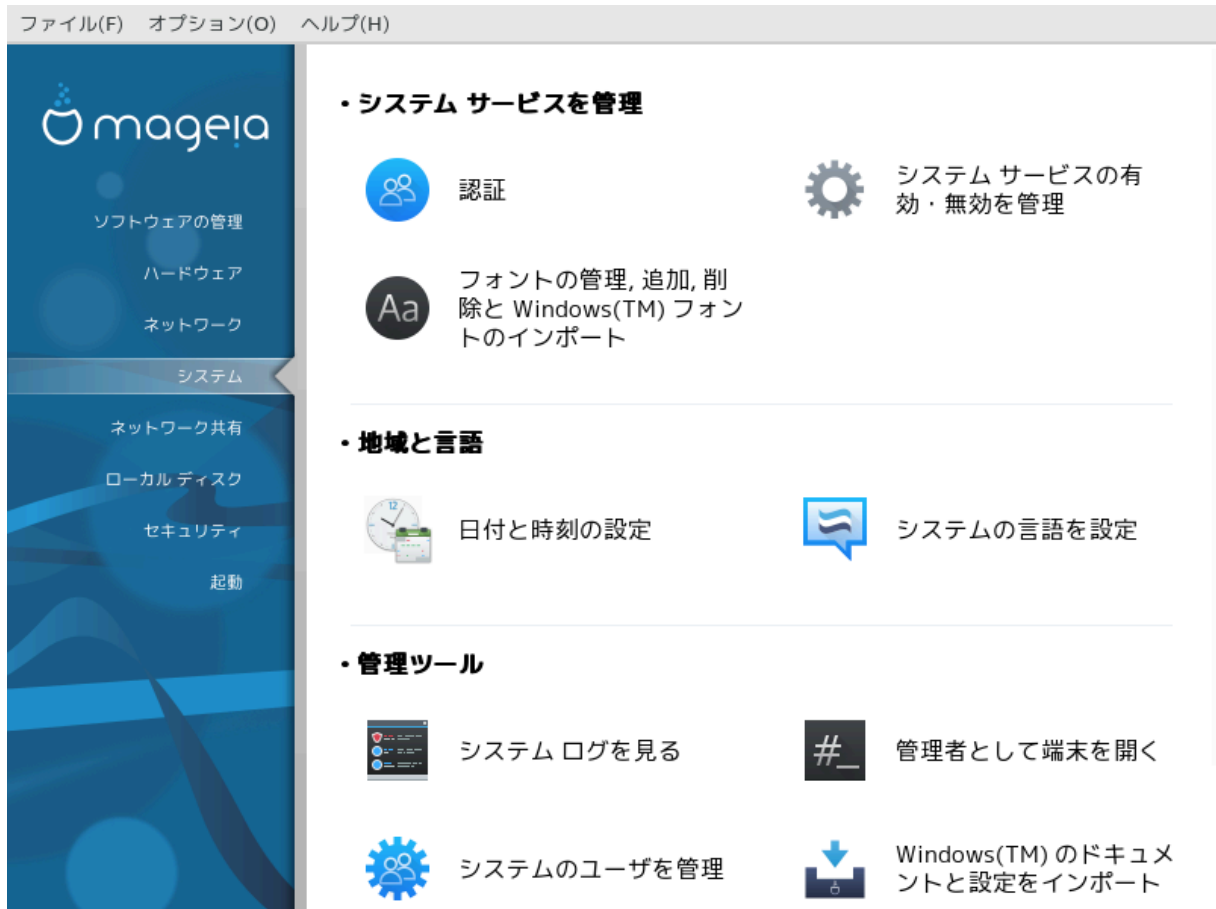 ファイル(F) オプション(O) ヘルプ(H)
mageia
ソフトウェアの管理
ハードウェア
ネットワーク
システム
ネットワーク共有
ローカル ディスク
セキュリティ
起動
・システム サービスを管理
認証
システム サービスの有
効・無効を管理
Aa
フォントの管理, 追加, 削
除と Windows(TM) フォン
トのインポート
・地域と言語
12
日付と時刻の設定
システムの言語を設定
・管理ツール
システム ログを見る
#_
管理者として端末を開く
システムのユーザを管理
Windows(TM) のドキュメ
ントと設定をインポート